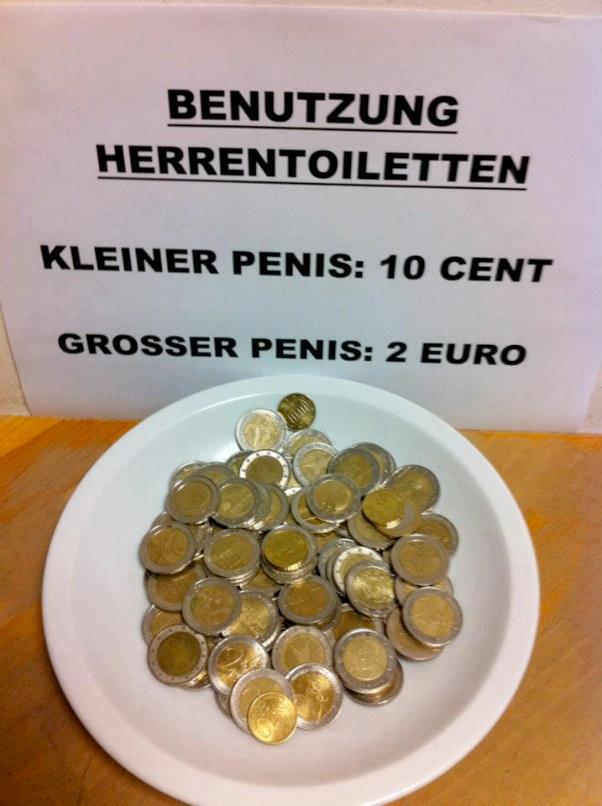 BENUTZUNG
HERRENTOILETTEN
KLEINER PENIS: 10 CENT
GROSSER PENIS: 2 EURO